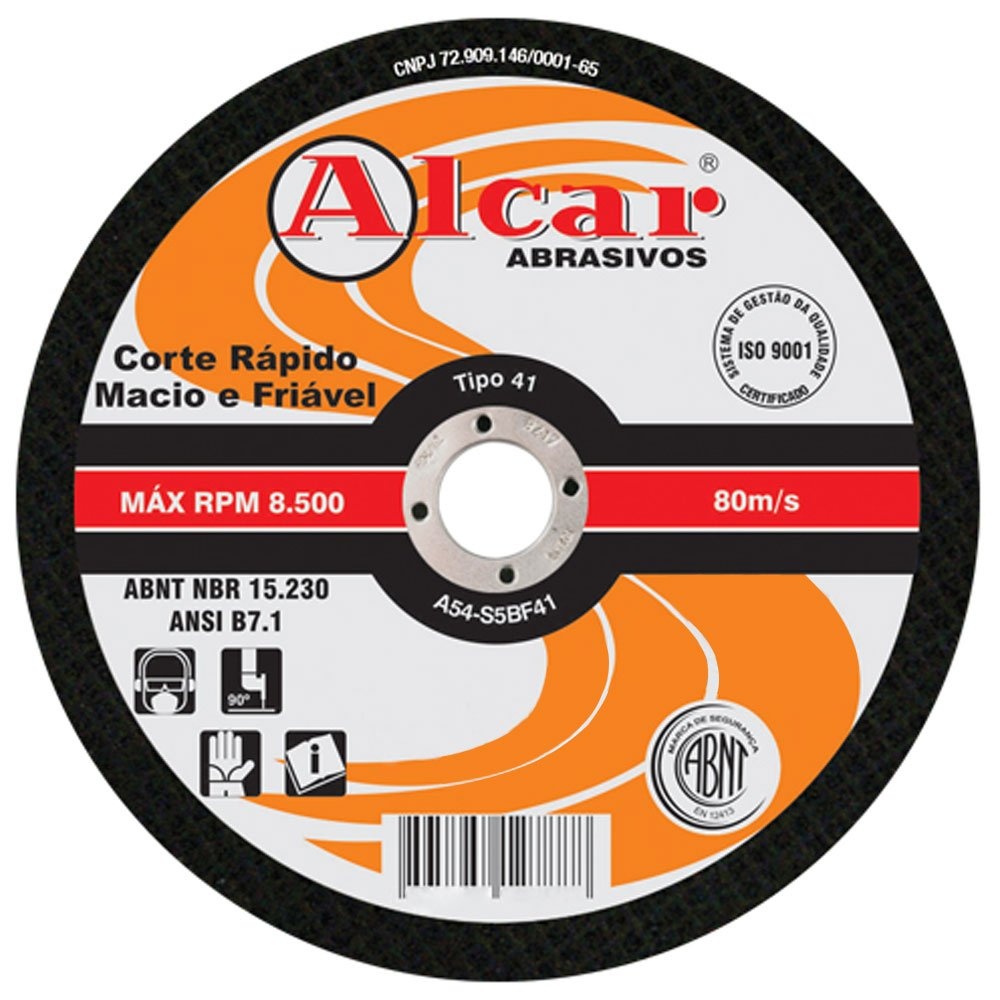 CNPJ 72.909.146/0001-65
Alcar®
ABRASIVOS
SISTEMA DE GESTÃO DA QUALIDADE
ISO 9001
CERTIFICADO
Corte Rápido
Macio e Friável
Tipo 41
MÁX RPM 8.500
80m/s
A54-S5BF41
ABNT NBR 15.230
ANSI B7.1
90º
i
MARCA DE SEGURANÇA
ABNT
EN 12413